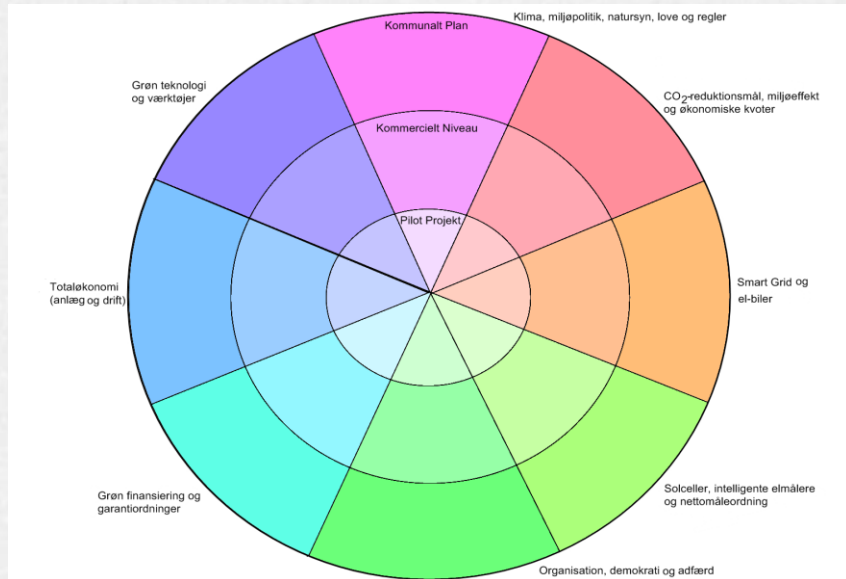 Klima, miljøpolitik, natursyn, love og regler
Kommunalt Plan
Grøn teknologi
og værktøjer
CO2-reduktionsmål, miljøeffekt
og økonomiske kvoter
Kommercielt Niveau
Pilot Projekt
Totaløkonomi
(anlæg og drift)
Smart Grid og
el-biler
Grøn finansiering og
garantiordninger
Solceller, intelligente elmålere
og nettomåleordning
Organisation, demokrati og adfærd